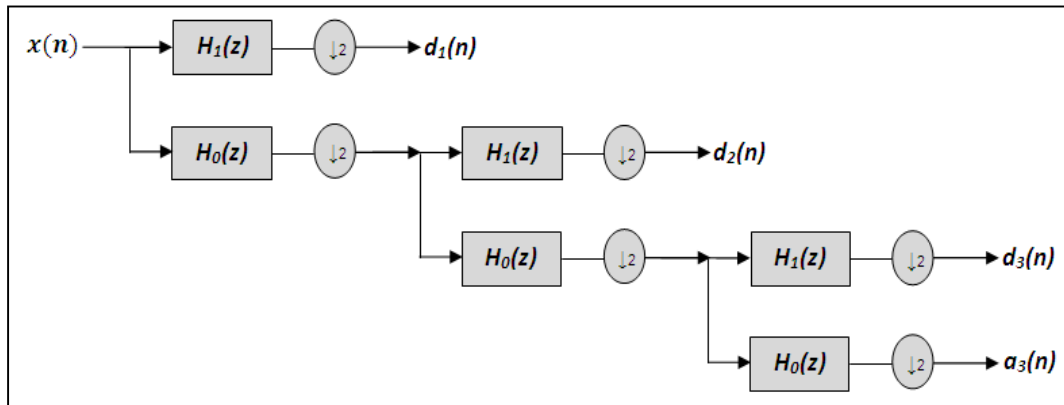 x(n) H₁(z) ↓2 d₁(n)
H₀(z) ↓2 H₁(z) ↓2 d₂(n)
H₀(z) ↓2 H₁(z) ↓2 d₃(n)
H₀(z) ↓2 a₃(n)